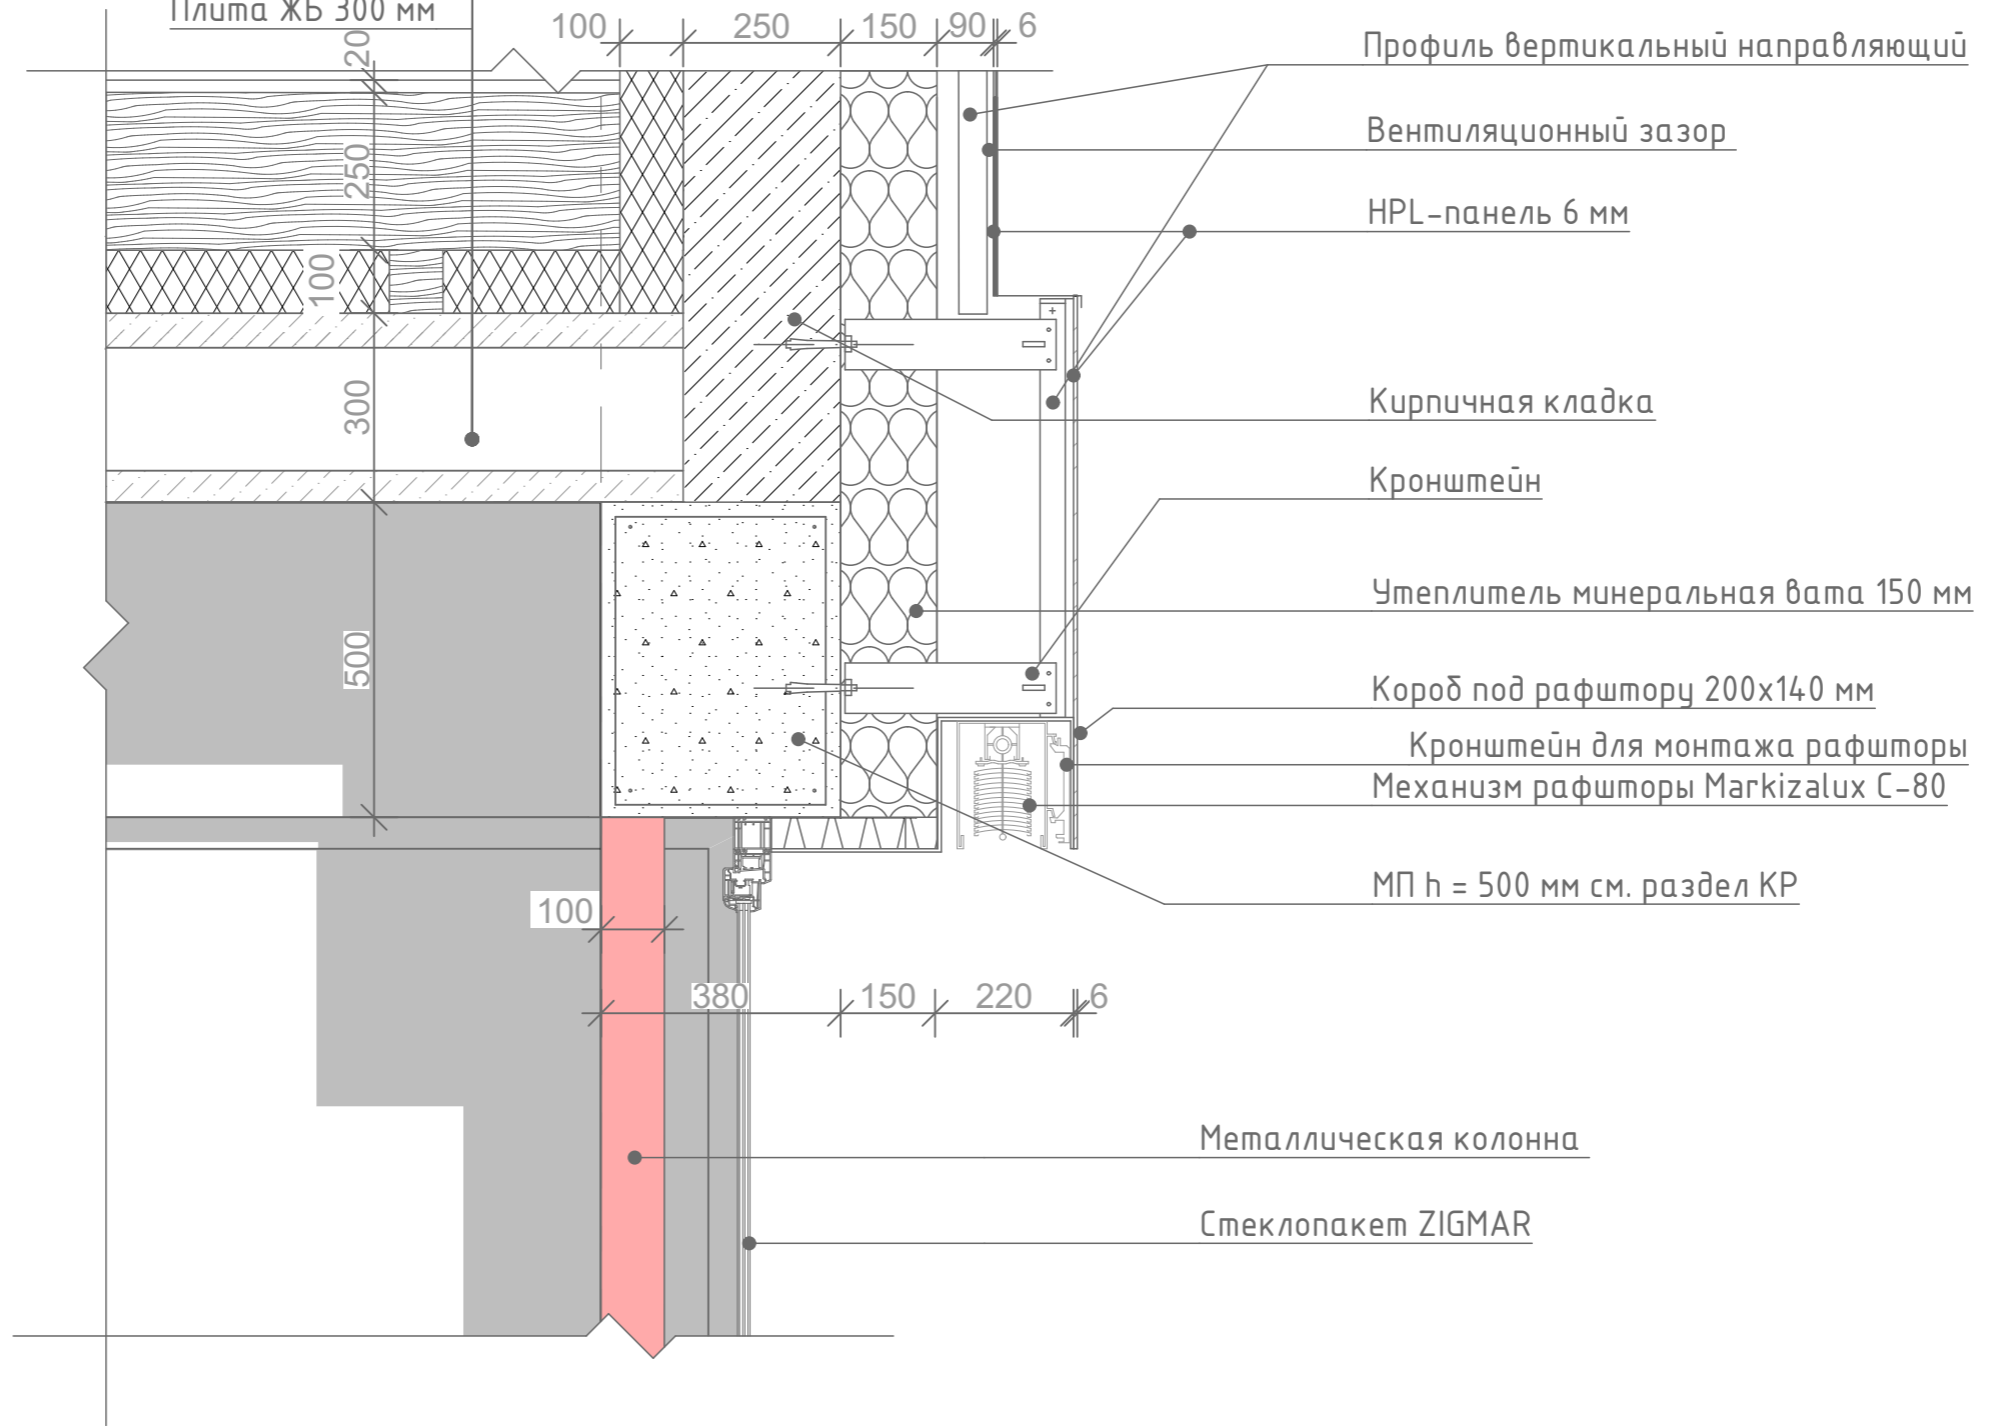 Плита ЖБ 300 мм
100 250 150 90 6
20
Профиль вертикальный направляющий
Вентиляционный зазор
250
HPL-панель 6 мм
100
300
Кирпичная кладка
Кронштейн
Утеплитель минеральная вата 150 мм
500
Короб под рафштору 200х140 мм
Кронштейн для монтажа рафшторы
Механизм рафшторы Markizalux C-80
МП h = 500 мм см. раздел КР
100
380 150 220 6
Металлическая колонна
Стеклопакет ZIGMAR